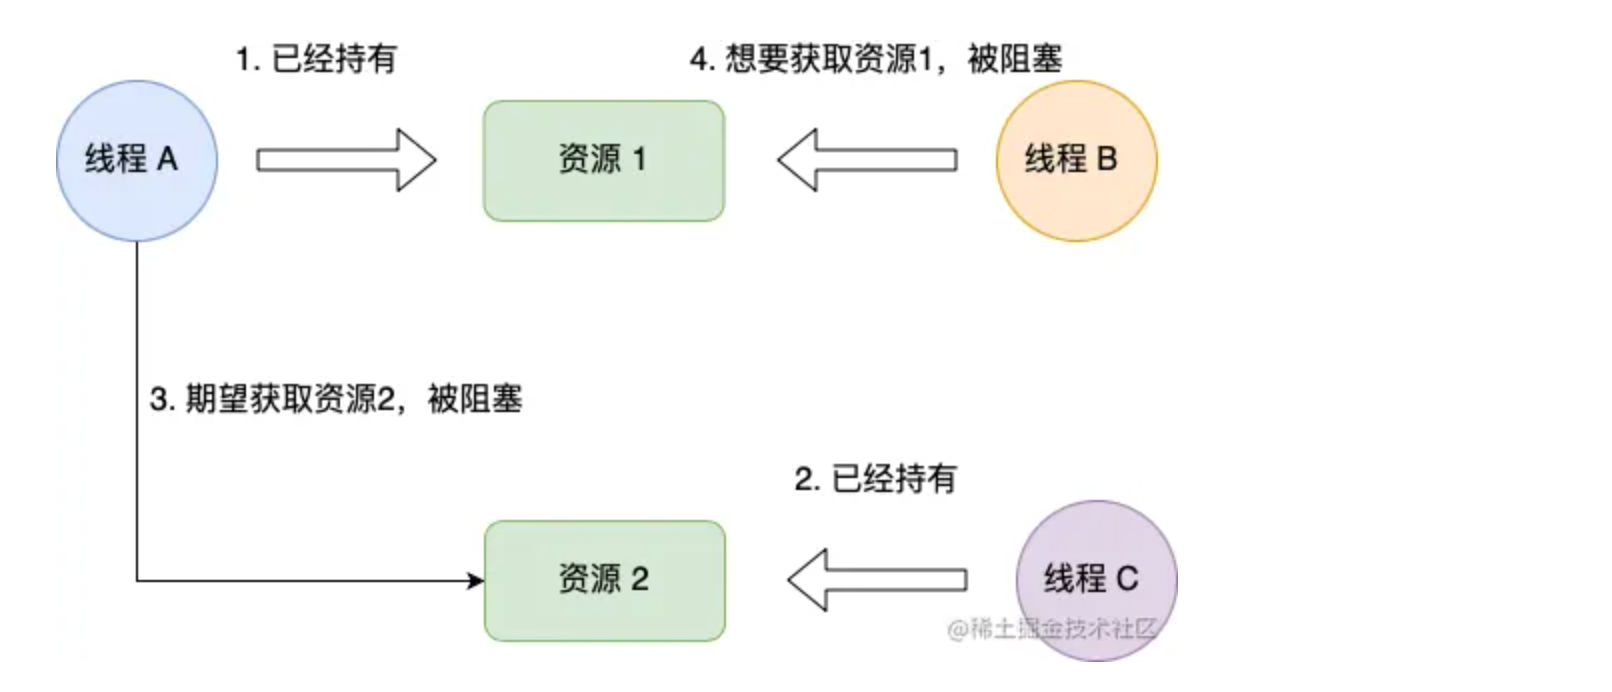 1. 已经持有
4. 想要获取资源1，被阻塞
线程 A
资源 1
线程 B
3. 期望获取资源2，被阻塞
2. 已经持有
资源 2
线程 C
@稀土掘金技术社区